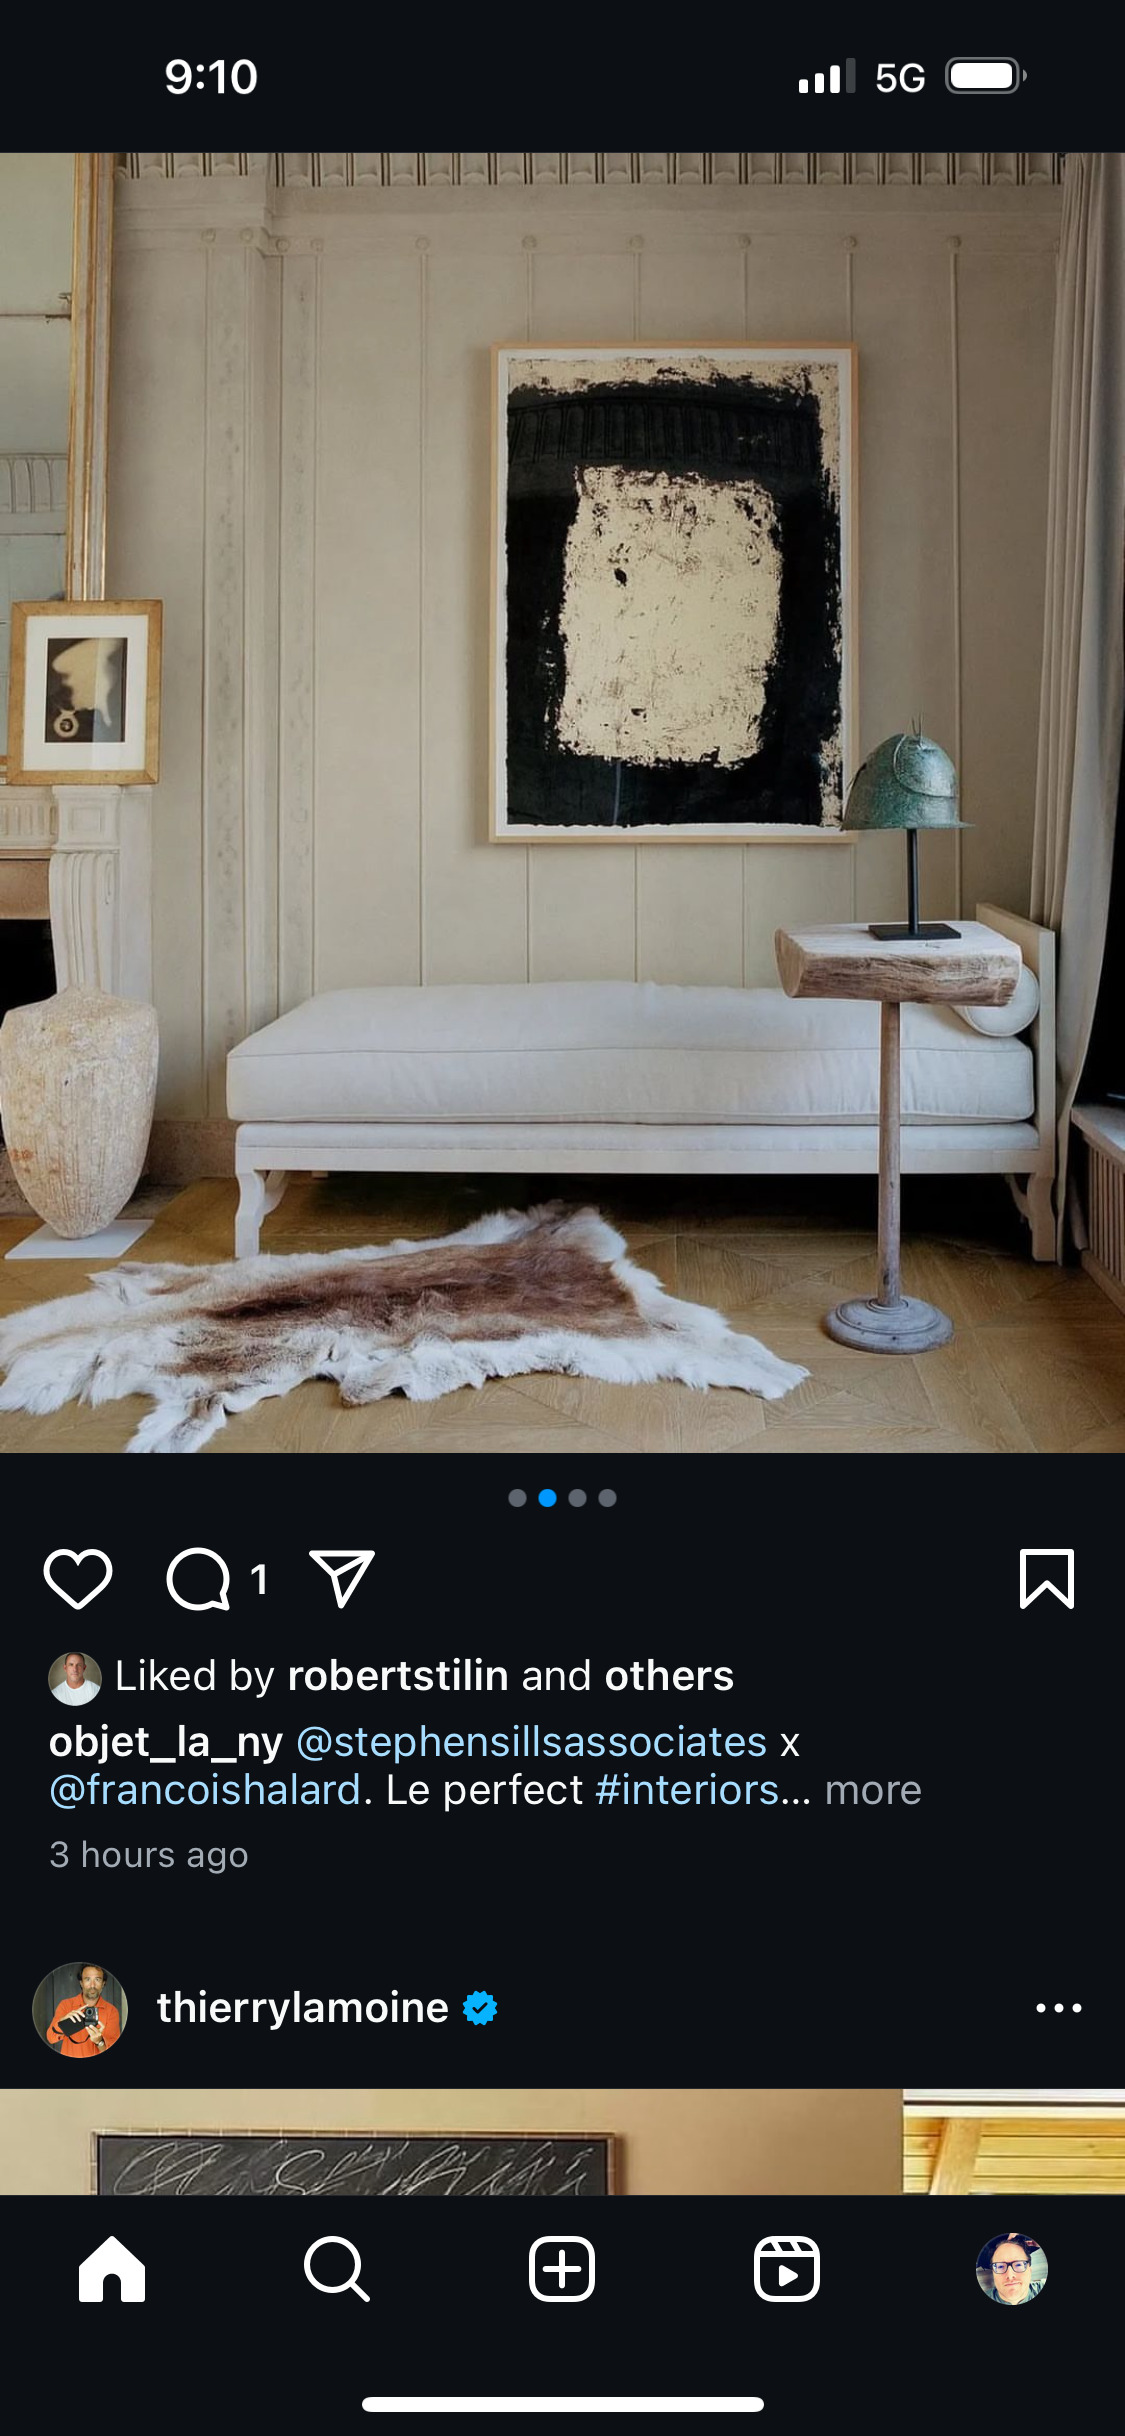 9:10
5G
1
Liked by robertstilin and others
objet_la_ny @stephensillsassociates x
@francoishalard. Le perfect #interiors... more
3 hours ago
thierrylamoine